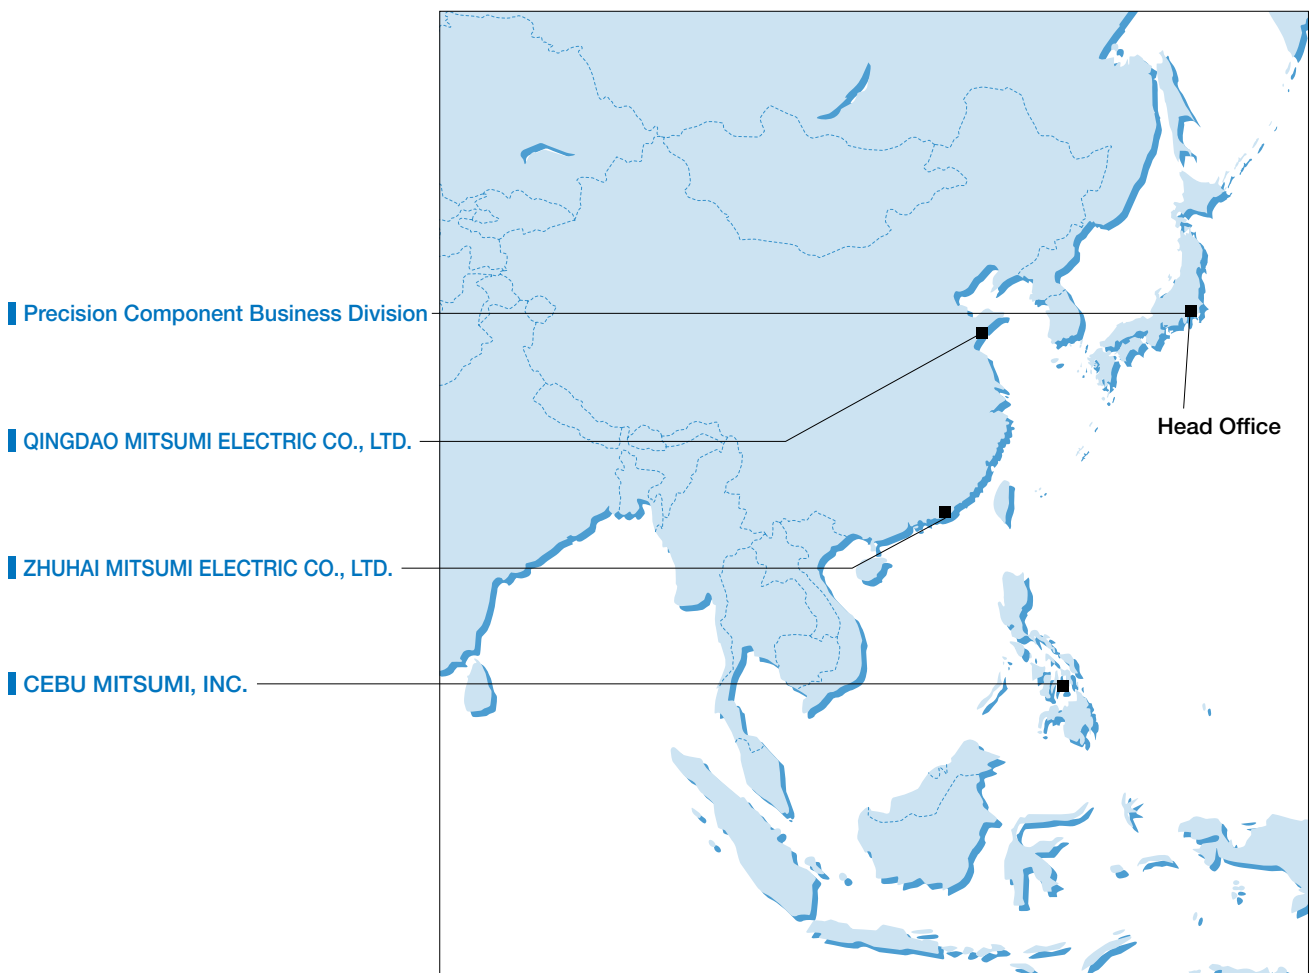 Precision Component Business Division
QINGDAO MITSUMI ELECTRIC CO., LTD.
Head Office
ZHUHAI MITSUMI ELECTRIC CO., LTD.
CEBU MITSUMI, INC.